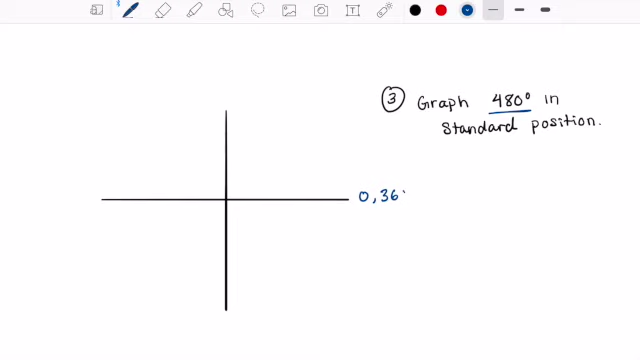 ③ Graph 480° in
standard position.
0, 36